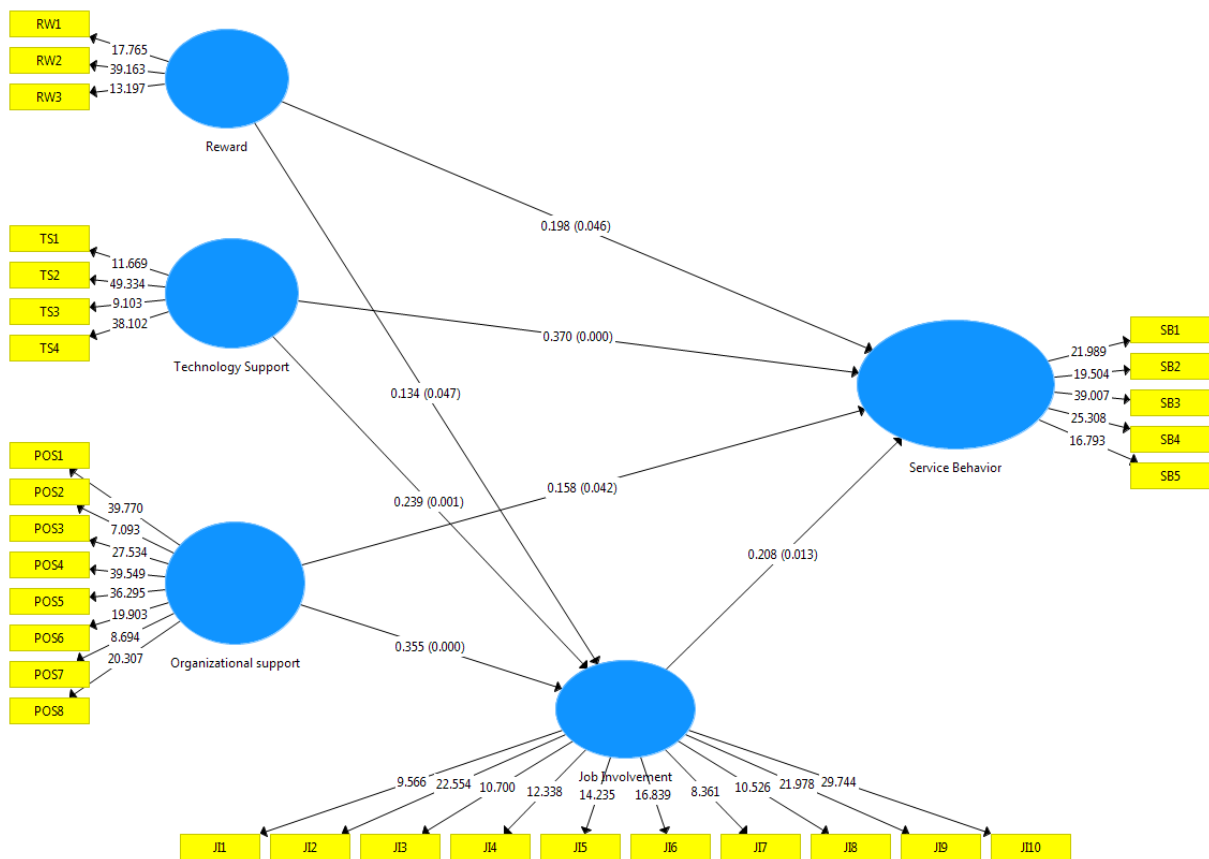 RW1
17.765
RW2
39.163
RW3
13.197
Reward
0.198 (0.046)
TS1
11.669
TS2
49.334
TS3
9.103
TS4
38.102
Technology Support
0.370 (0.000)
0.134 (0.047)
SB1
21.989
SB2
19.504
SB3
39.007
SB4
25.308
SB5
16.793
Service Behavior
POS1
39.770
POS2
7.093
POS3
27.534
POS4
39.549
POS5
36.295
POS6
19.903
POS7
8.694
POS8
20.307
Organizational support
0.239 (0.001)
0.158 (0.042)
0.208 (0.013)
0.355 (0.000)
Job Involvement
9.566
22.554
10.700
12.338
14.235
16.839
8.361
10.526
21.978
29.744
JI1
JI2
JI3
JI4
JI5
JI6
JI7
JI8
JI9
JI10